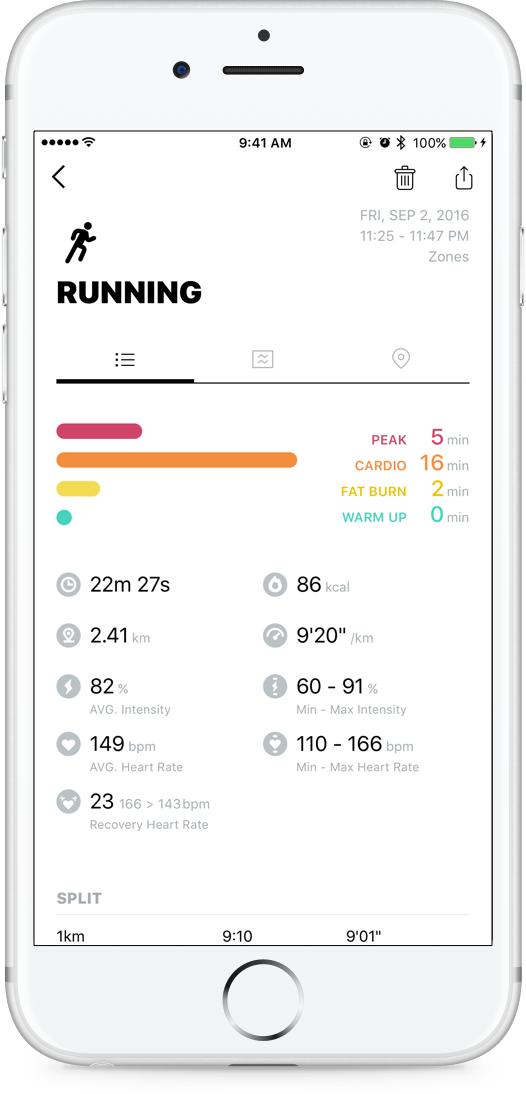 9:41 AM 100%
FRI, SEP 2, 2016
11:25 - 11:47 PM
Zones
RUNNING
PEAK 5 min
CARDIO 16 min
FAT BURN 2 min
WARM UP 0 min
22m 27s 86 kcal
2.41 km 9'20" /km
82 % 60 - 91 %
AVG. Intensity Min - Max Intensity
149 bpm 110 - 166 bpm
AVG. Heart Rate Min - Max Heart Rate
23 166 > 143bpm
Recovery Heart Rate
SPLIT
1km 9:10 9'01"